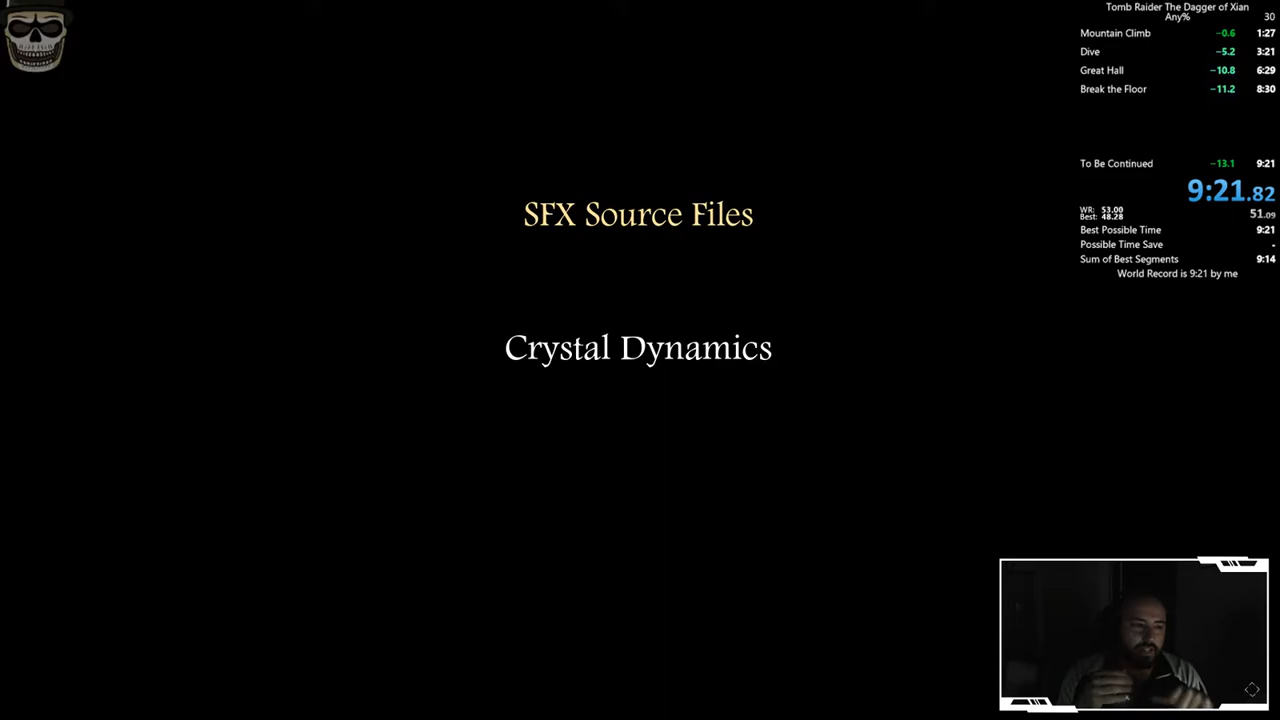 Tomb Raider The Dagger of Xian
Any% 30
Mountain Climb -0.6 1:27
Dive -5.2 3:21
Great Hall -10.8 6:29
Break the Floor -11.2 8:30
To Be Continued -13.1 9:21
9:21.82
WR: 53.00
Best: 48.28 51.09
Best Possible Time 9:21
Possible Time Save -
Sum of Best Segments 9:14
World Record is 9:21 by me
SFX Source Files
Crystal Dynamics